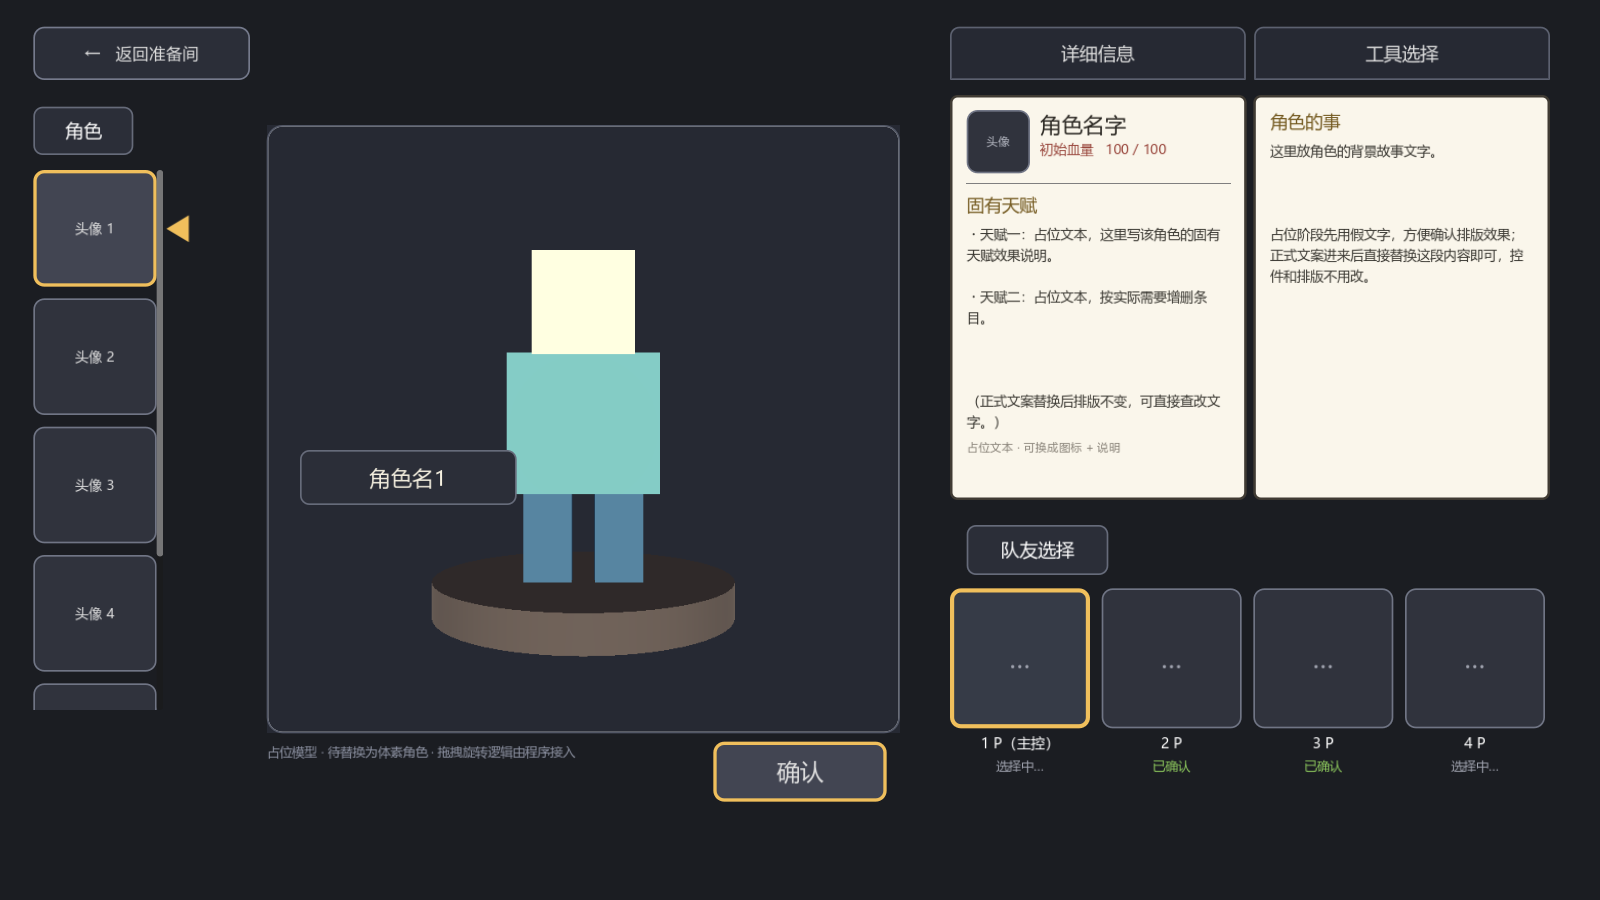 ← 返回准备间
角色
头像 1
头像 2
头像 3
头像 4
角色名1
占位模型 · 待替换为体素角色 · 拖拽旋转逻辑由程序接入
确认
详细信息
工具选择
头像
角色名字
初始血量 100 / 100
固有天赋
· 天赋一：占位文本，这里写该角色的固有
天赋效果说明。
· 天赋二：占位文本，按实际需要增删条
目。
（正式文案替换后排版不变，可直接查改文
字。）
占位文本 · 可换成图标 + 说明
角色的事
这里放角色的背景故事文字。
占位阶段先用假文字，方便确认排版效果；
正式文案进来后直接替换这段内容即可，控
件和排版不用改。
队友选择
... ... ... ...
1 P（主控） 2 P 3 P 4 P
选择中... 已确认 已确认 选择中...